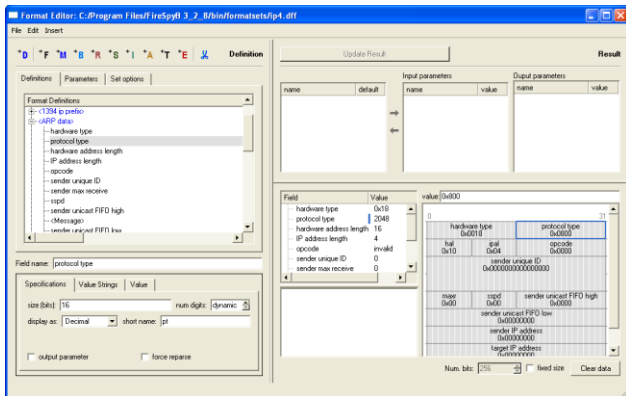 Format Editor: C:/Program Files/FireSpyB 3_2_8/bin/formatsets/ip4.dff
File Edit Insert
+D +F +M +B +R +S +I +A +T +E Definition
Update Result Result
Definitions Parameters Set options
Input parameters Ouput parameters
name default name value name value
Format Definitions
<1394 ip prefix>
<ARP data>
hardware type
protocol type
hardware address length
IP address length
opcode
sender unique ID
sender max receive
sspd
sender unicast FIFO high
<Message>
sender unicast FIFO low
Field name: protocol type
Specifications Value Strings Value
size (bits): 16 num digits: dynamic
display as: Decimal short name: pt
output parameter force reparse
Field Value
hardware type 0x18
protocol type 2048
hardware address length 16
IP address length 4
opcode invalid
sender unique ID 0
sender max receive 0
value: 0x800
0 31
hardware type protocol type
0x0018 0x0800
hal ipal opcode
0x10 0x04 0x0000
sender unique ID
0x0000000000000000
maxr sspd sender unicast FIFO high
0x00 0x00 0x0000
sender unicast FIFO low
0x00000000
sender IP address
0x00000000
target IP address
0x00000000
Num. bits: 256 fixed size Clear data